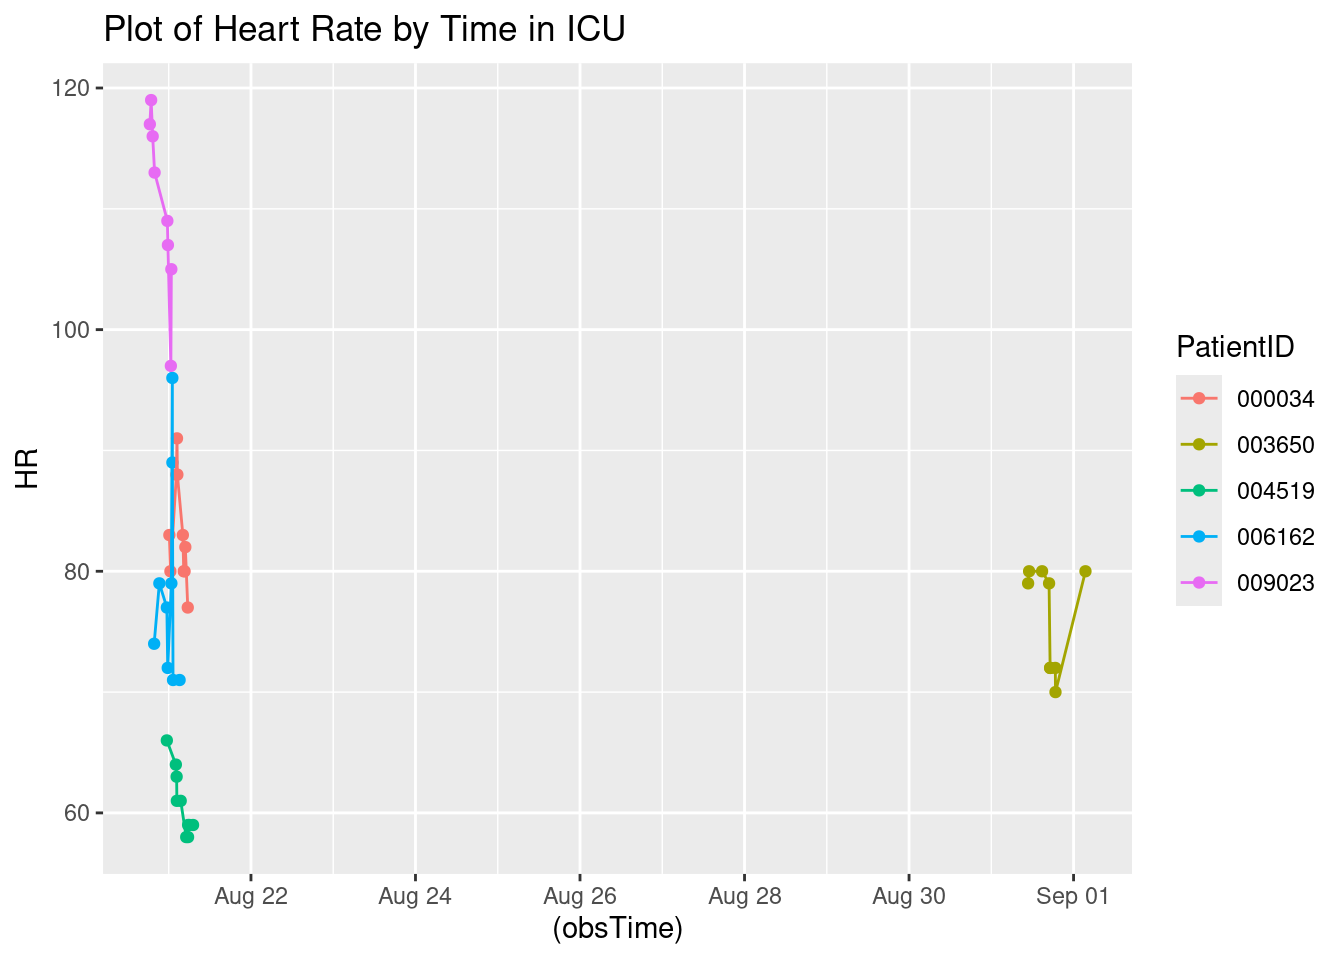 Plot of Heart Rate by Time in ICU
120
100
80
60
HR
Aug 22
Aug 24
Aug 26
Aug 28
Aug 30
Sep 01
(obsTime)
PatientID
000034
003650
004519
006162
009023